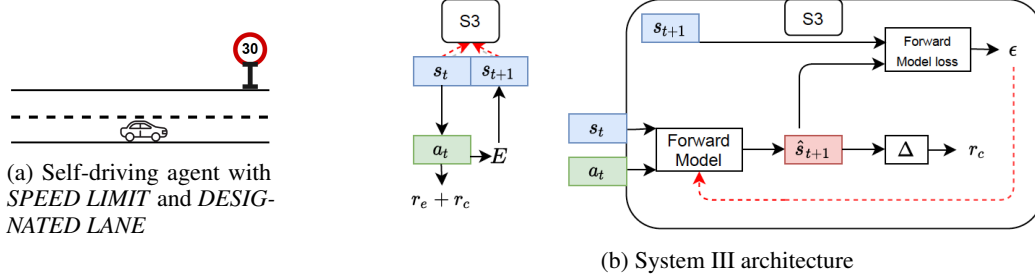 30
(a) Self-driving agent with
SPEED LIMIT and DESIG-
NATED LANE
S3
s_t s_{t+1}
a_t E
r_e + r_c
S3
s_{t+1}
Forward
Model loss
ϵ
s_t
a_t
Forward
Model
ŝ_{t+1}
Δ
r_c
(b) System III architecture